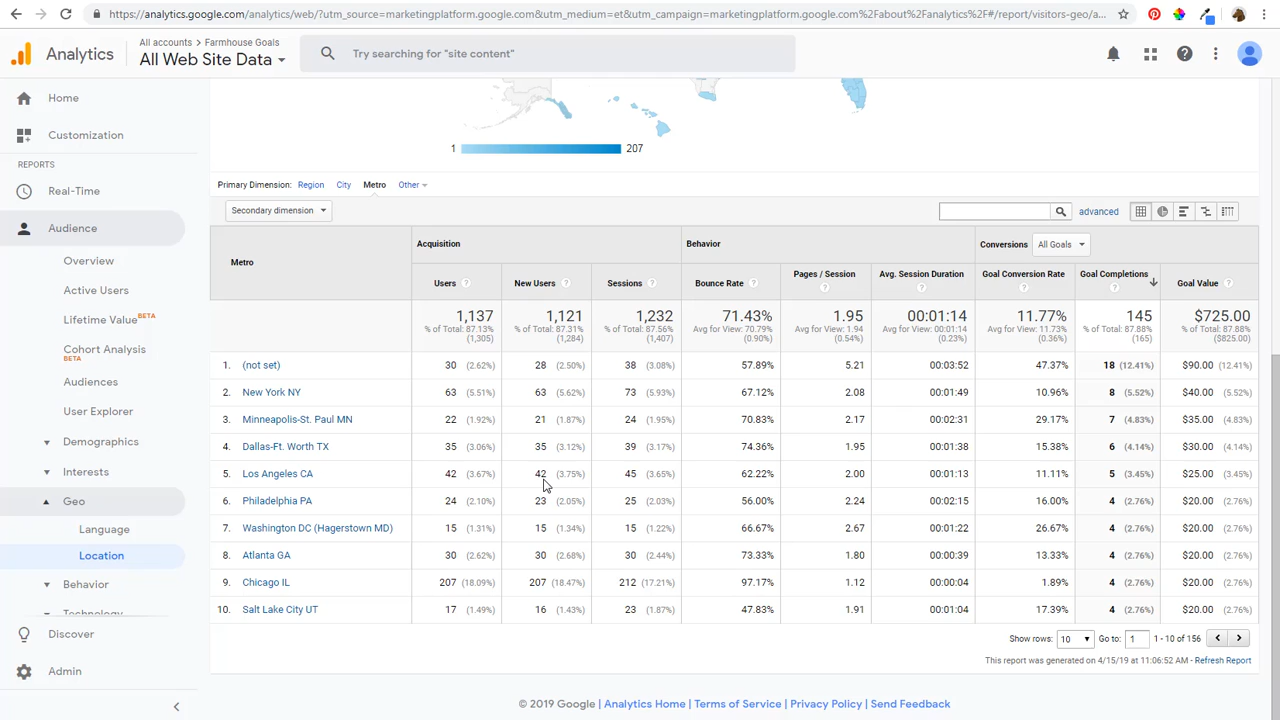 https://analytics.google.com/analytics/web/?utm_source=marketingplatform.google.com&utm_medium=et&utm_campaign=marketingplatform.google.com%2Fabout%2Fanalytics%2F#/report/visitors-geo/a...
Analytics
All accounts > Farmhouse Goals
All Web Site Data
Try searching for "site content"
Home
Customization
REPORTS
Real-Time
Audience
Overview
Active Users
Lifetime Value BETA
Cohort Analysis
BETA
Audiences
User Explorer
Demographics
Interests
Geo
Language
Location
Behavior
Technology
Discover
Admin
1 207
Primary Dimension: Region City Metro Other
Secondary dimension
advanced
Metro Acquisition Behavior Conversions All Goals
Users ? New Users ? Sessions ? Bounce Rate ? Pages / Session ? Avg. Session Duration ? Goal Conversion Rate ? Goal Completions ? Goal Value ?
1,137 1,121 1,232 71.43% 1.95 00:01:14 11.77% 145 $725.00
% of Total: 87.13% % of Total: 87.31% % of Total: 87.56% Avg for View: 70.79% Avg for View: 1.94 Avg for View: 00:01:14 Avg for View: 11.73% % of Total: 87.88% % of Total: 87.88%
(1,305) (1,284) (1,407) (0.90%) (0.54%) (0.23%) (0.36%) (165) ($825.00)
1. (not set) 30 (2.62%) 28 (2.50%) 38 (3.08%) 57.89% 5.21 00:03:52 47.37% 18 (12.41%) $90.00 (12.41%)
2. New York NY 63 (5.51%) 63 (5.62%) 73 (5.93%) 67.12% 2.08 00:01:49 10.96% 8 (5.52%) $40.00 (5.52%)
3. Minneapolis-St. Paul MN 22 (1.92%) 21 (1.87%) 24 (1.95%) 70.83% 2.17 00:02:31 29.17% 7 (4.83%) $35.00 (4.83%)
4. Dallas-Ft. Worth TX 35 (3.06%) 35 (3.12%) 39 (3.17%) 74.36% 1.95 00:01:38 15.38% 6 (4.14%) $30.00 (4.14%)
5. Los Angeles CA 42 (3.67%) 42 (3.75%) 45 (3.65%) 62.22% 2.00 00:01:13 11.11% 5 (3.45%) $25.00 (3.45%)
6. Philadelphia PA 24 (2.10%) 23 (2.05%) 25 (2.03%) 56.00% 2.24 00:02:15 16.00% 4 (2.76%) $20.00 (2.76%)
7. Washington DC (Hagerstown MD) 15 (1.31%) 15 (1.34%) 15 (1.22%) 66.67% 2.67 00:01:22 26.67% 4 (2.76%) $20.00 (2.76%)
8. Atlanta GA 30 (2.62%) 30 (2.68%) 30 (2.44%) 73.33% 1.80 00:00:39 13.33% 4 (2.76%) $20.00 (2.76%)
9. Chicago IL 207 (18.09%) 207 (18.47%) 212 (17.21%) 97.17% 1.12 00:00:04 1.89% 4 (2.76%) $20.00 (2.76%)
10. Salt Lake City UT 17 (1.49%) 16 (1.43%) 23 (1.87%) 47.83% 1.91 00:01:04 17.39% 4 (2.76%) $20.00 (2.76%)
Show rows: 10 Go to: 1 1 - 10 of 156
This report was generated on 4/15/19 at 11:06:52 AM - Refresh Report
© 2019 Google | Analytics Home | Terms of Service | Privacy Policy | Send Feedback